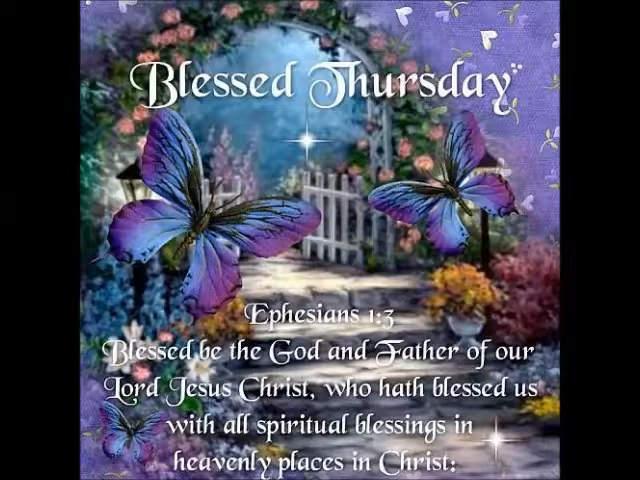 Blessed Thursday
Ephesians 1:3
Blessed be the God and Father of our
Lord Jesus Christ, who hath blessed us
with all spiritual blessings in
heavenly places in Christ: